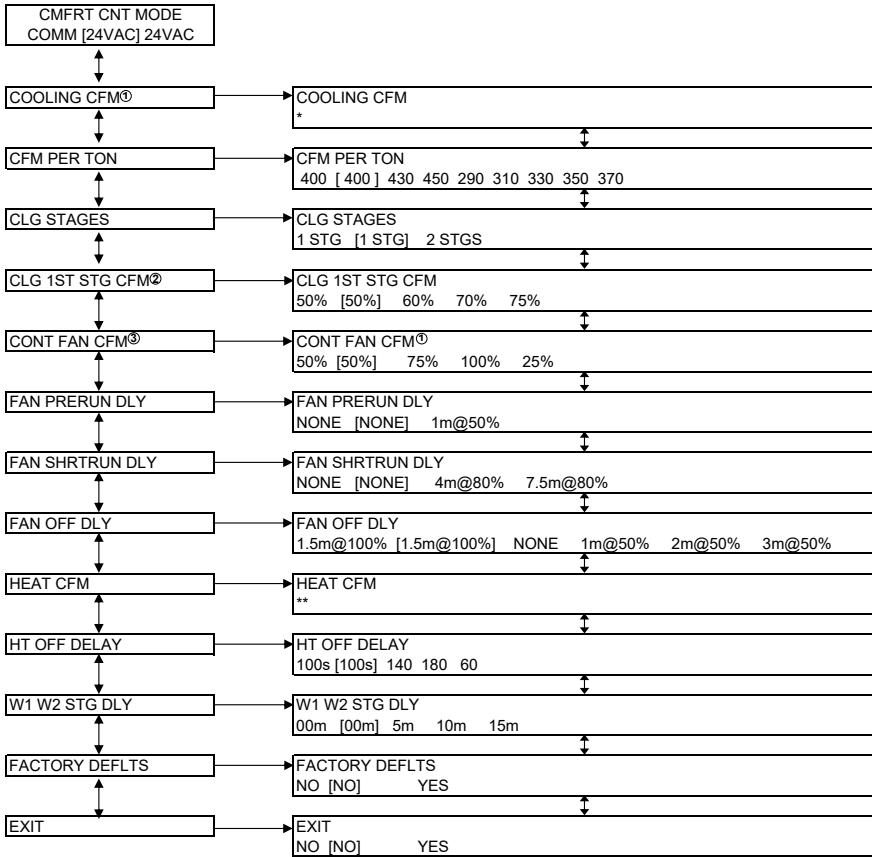 CMFRT CNT MODE
COMM [24VAC] 24VAC
COOLING CFM①
COOLING CFM
*
CFM PER TON
CFM PER TON
400 [ 400 ] 430 450 290 310 330 350 370
CLG STAGES
CLG STAGES
1 STG [1 STG] 2 STGS
CLG 1ST STG CFM②
CLG 1ST STG CFM
50% [50%] 60% 70% 75%
CONT FAN CFM③
CONT FAN CFM①
50% [50%] 75% 100% 25%
FAN PRERUN DLY
FAN PRERUN DLY
NONE [NONE] 1m@50%
FAN SHRTRUN DLY
FAN SHRTRUN DLY
NONE [NONE] 4m@80% 7.5m@80%
FAN OFF DLY
FAN OFF DLY
1.5m@100% [1.5m@100%] NONE 1m@50% 2m@50% 3m@50%
HEAT CFM
HEAT CFM
**
HT OFF DELAY
HT OFF DELAY
100s [100s] 140 180 60
W1 W2 STG DLY
W1 W2 STG DLY
00m [00m] 5m 10m 15m
FACTORY DEFLTS
FACTORY DEFLTS
NO [NO] YES
EXIT
EXIT
NO [NO] YES